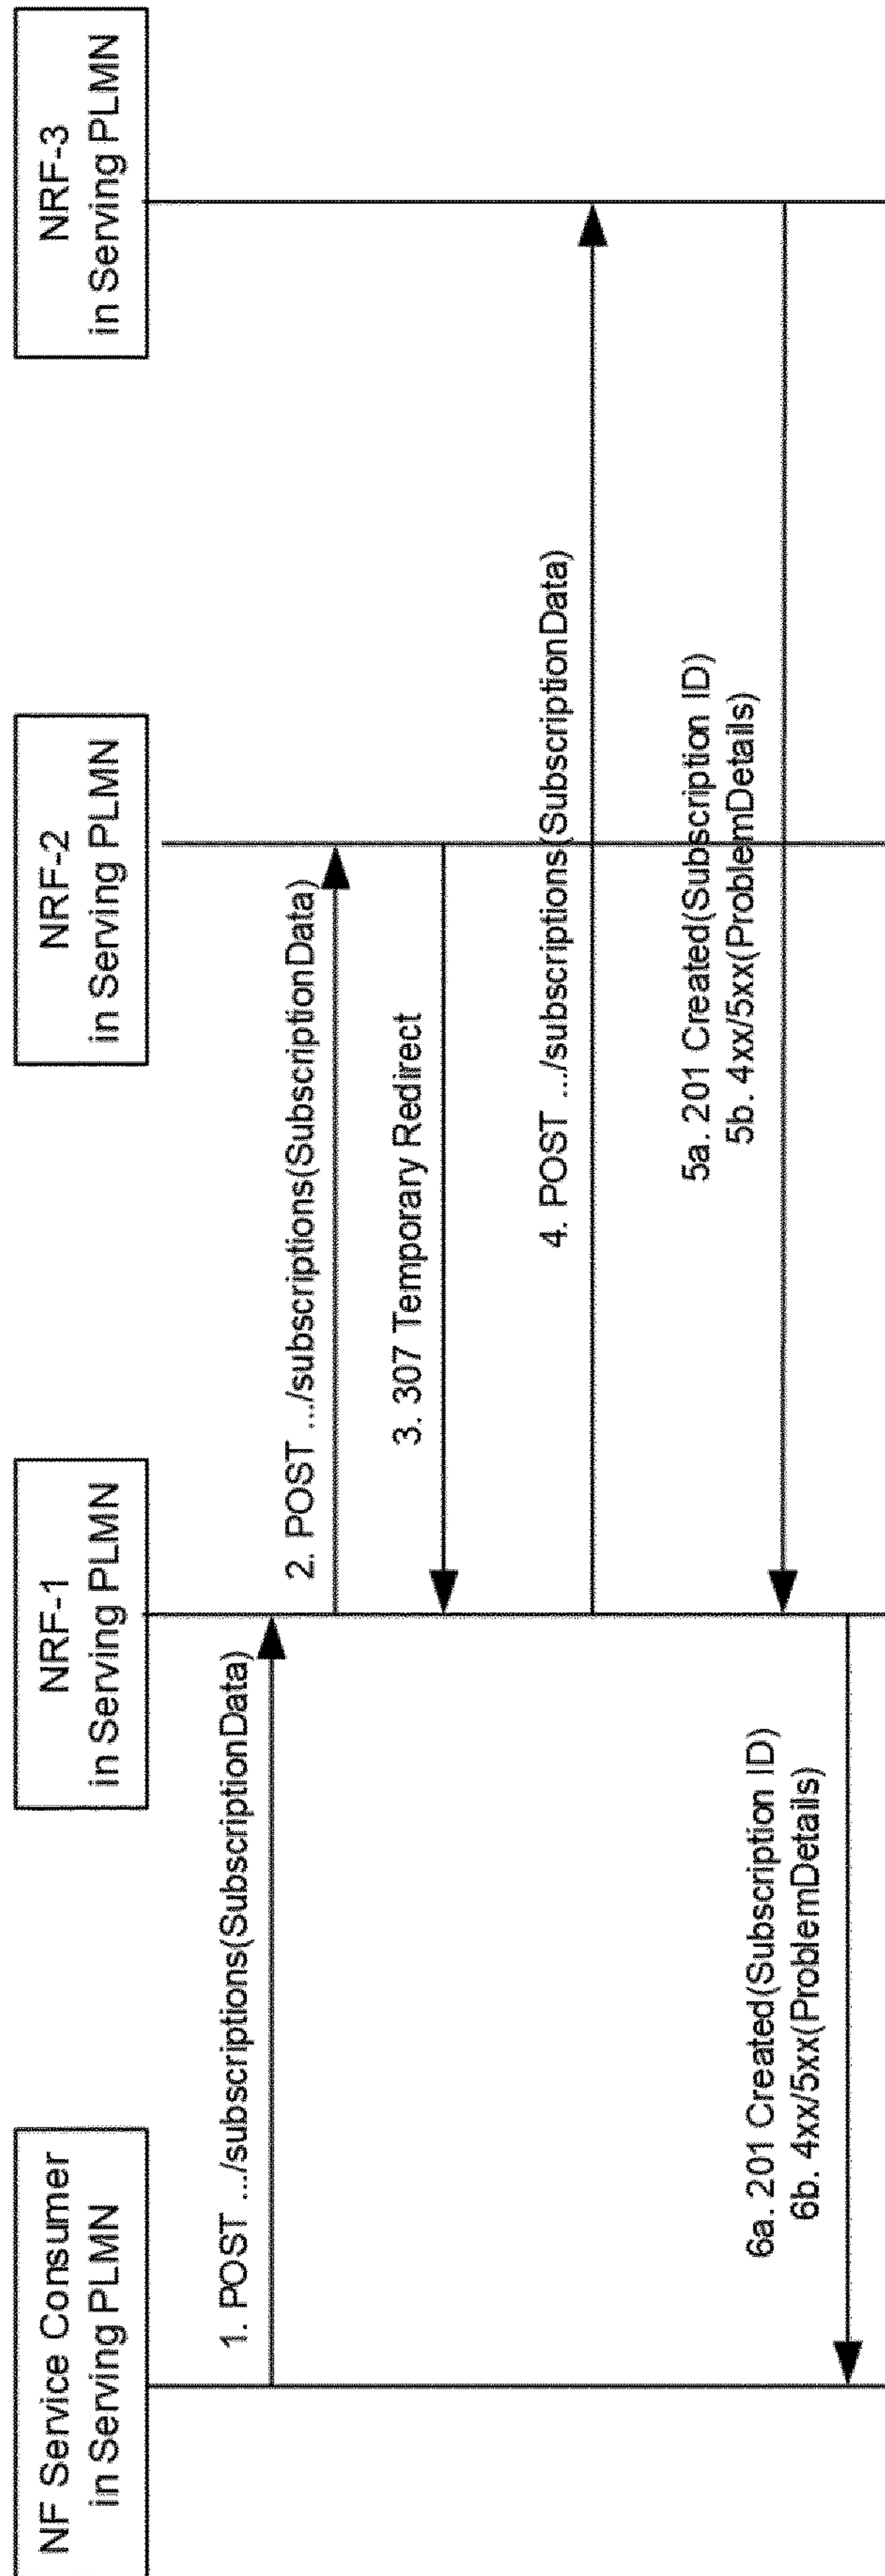 NF Service Consumer
in Serving PLMN
NRF-1
in Serving PLMN
NRF-2
in Serving PLMN
NRF-3
in Serving PLMN
1. POST .../subscriptions(SubscriptionData)
2. POST .../subscriptions(SubscriptionData)
3. 307 Temporary Redirect
4. POST .../subscriptions(SubscriptionData)
5a. 201 Created(Subscription ID)
5b. 4xx/5xx(ProblemDetails)
6a. 201 Created(Subscription ID)
6b. 4xx/5xx(ProblemDetails)